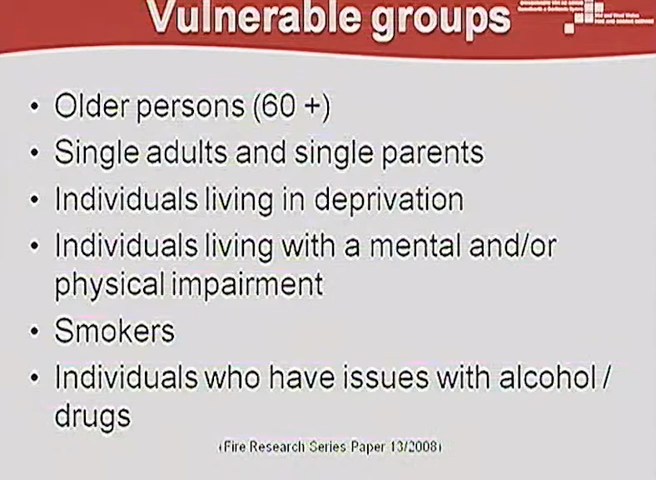 Vulnerable groups
• Older persons (60 +)
• Single adults and single parents
• Individuals living in deprivation
• Individuals living with a mental and/or
physical impairment
• Smokers
• Individuals who have issues with alcohol /
drugs
(Fire Research Series Paper 13/2008)